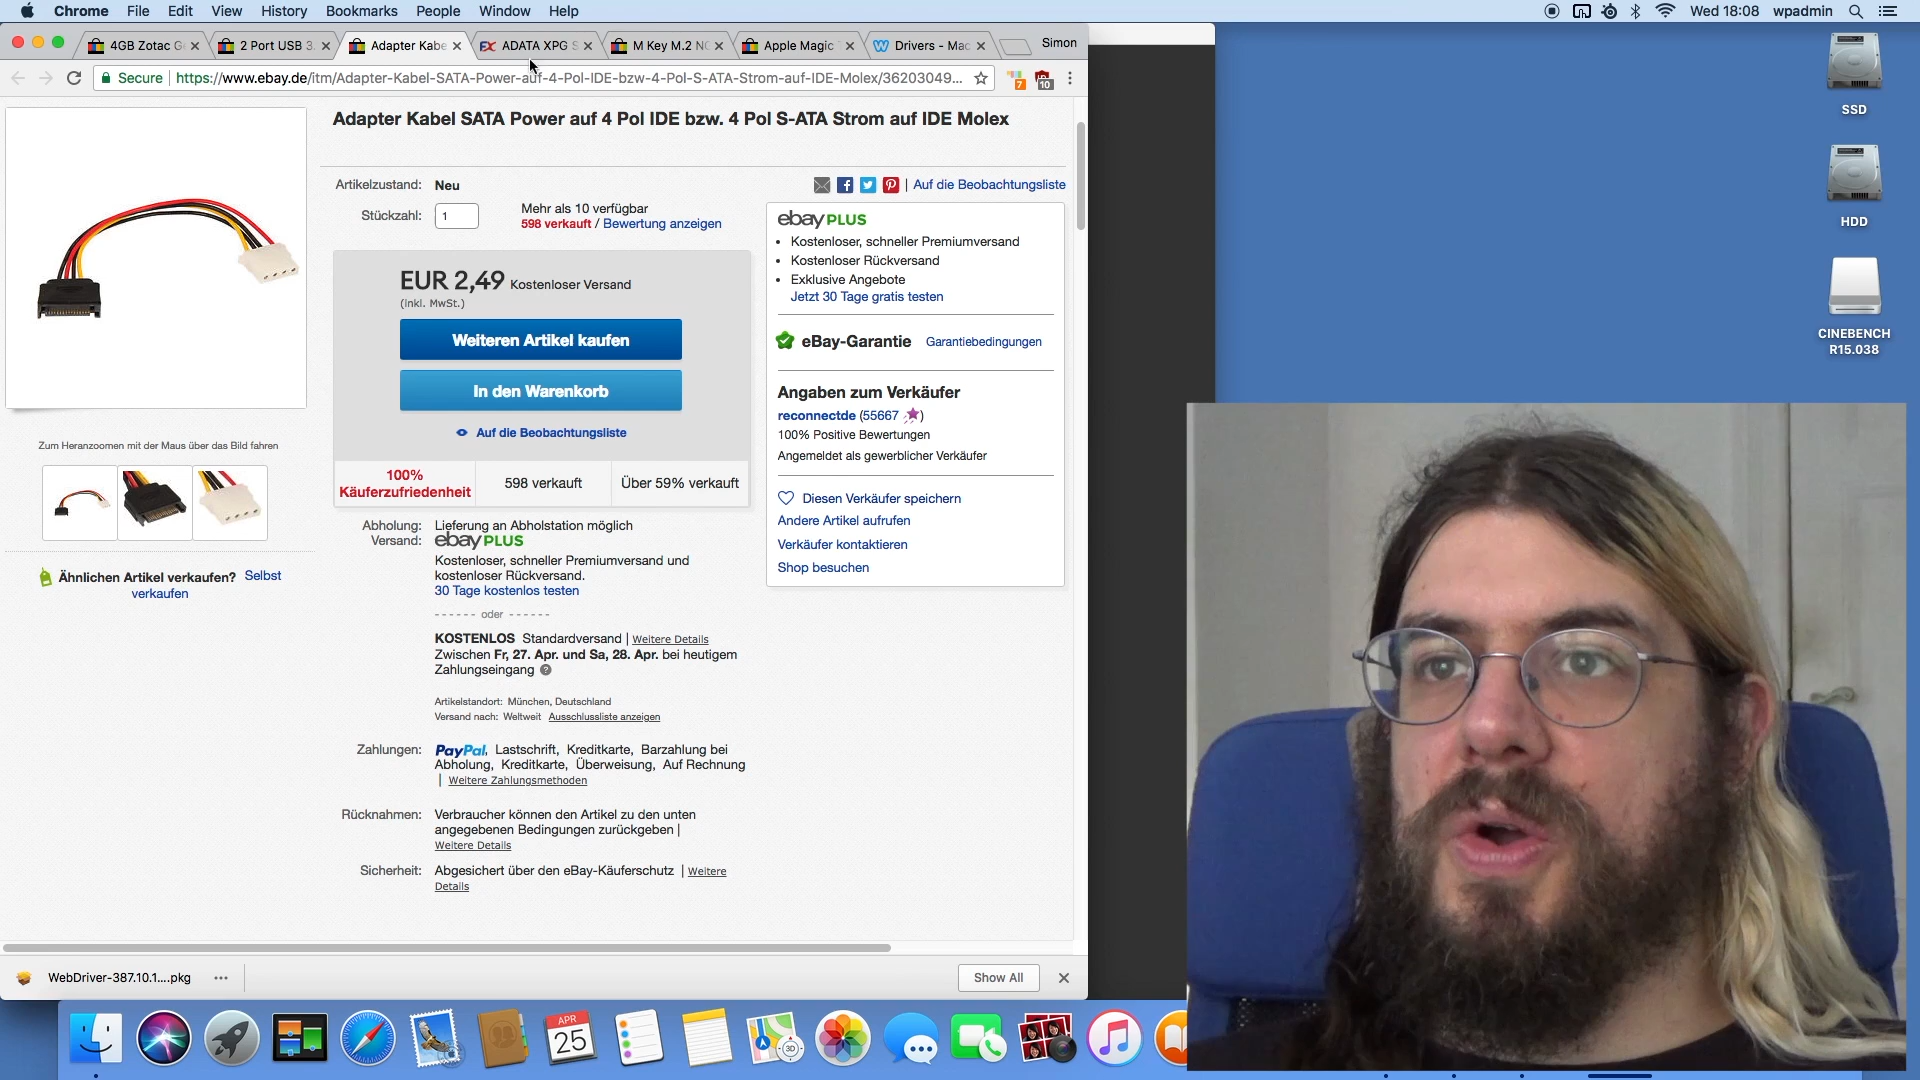 Chrome File Edit View History Bookmarks People Window Help Wed 18:08 wpadmin
4GB Zotac Ge 2 Port USB 3. Adapter Kabe ADATA XPG S M Key M.2 NG Apple Magic T Drivers - Mac Simon
Secure https://www.ebay.de/itm/Adapter-Kabel-SATA-Power-auf-4-Pol-IDE-bzw-4-Pol-S-ATA-Strom-auf-IDE-Molex/36203049... 7 10
Adapter Kabel SATA Power auf 4 Pol IDE bzw. 4 Pol S-ATA Strom auf IDE Molex
Artikelzustand: Neu
Stückzahl: 1
Mehr als 10 verfügbar
598 verkauft / Bewertung anzeigen
EUR 2,49 Kostenloser Versand
(inkl. MwSt.)
Weiteren Artikel kaufen
In den Warenkorb
Auf die Beobachtungsliste
100% Käuferzufriedenheit
598 verkauft
Über 59% verkauft
Abholung: Lieferung an Abholstation möglich
Versand: ebay PLUS
Kostenloser, schneller Premiumversand und
kostenloser Rückversand.
30 Tage kostenlos testen
------ oder ------
KOSTENLOS Standardversand | Weitere Details
Zwischen Fr, 27. Apr. und Sa, 28. Apr. bei heutigem
Zahlungseingang ?
Artikelstandort: München, Deutschland
Versand nach: Weltweit Ausschlussliste anzeigen
Zahlungen: PayPal, Lastschrift, Kreditkarte, Barzahlung bei
Abholung, Kreditkarte, Überweisung, Auf Rechnung
| Weitere Zahlungsmethoden
Rücknahmen: Verbraucher können den Artikel zu den unten
angegebenen Bedingungen zurückgeben |
Weitere Details
Sicherheit: Abgesichert über den eBay-Käuferschutz | Weitere
Details
| Auf die Beobachtungsliste
ebay PLUS
• Kostenloser, schneller Premiumversand
• Kostenloser Rückversand
• Exklusive Angebote
Jetzt 30 Tage gratis testen
eBay-Garantie Garantiebedingungen
Angaben zum Verkäufer
reconnectde (55667 )
100% Positive Bewertungen
Angemeldet als gewerblicher Verkäufer
Diesen Verkäufer speichern
Andere Artikel aufrufen
Verkäufer kontaktieren
Shop besuchen
Zum Heranzoomen mit der Maus über das Bild fahren
Ähnlichen Artikel verkaufen? Selbst
verkaufen
WebDriver-387.10.1....pkg Show All
SSD
HDD
CINEBENCH
R15.038
APR
25
3D